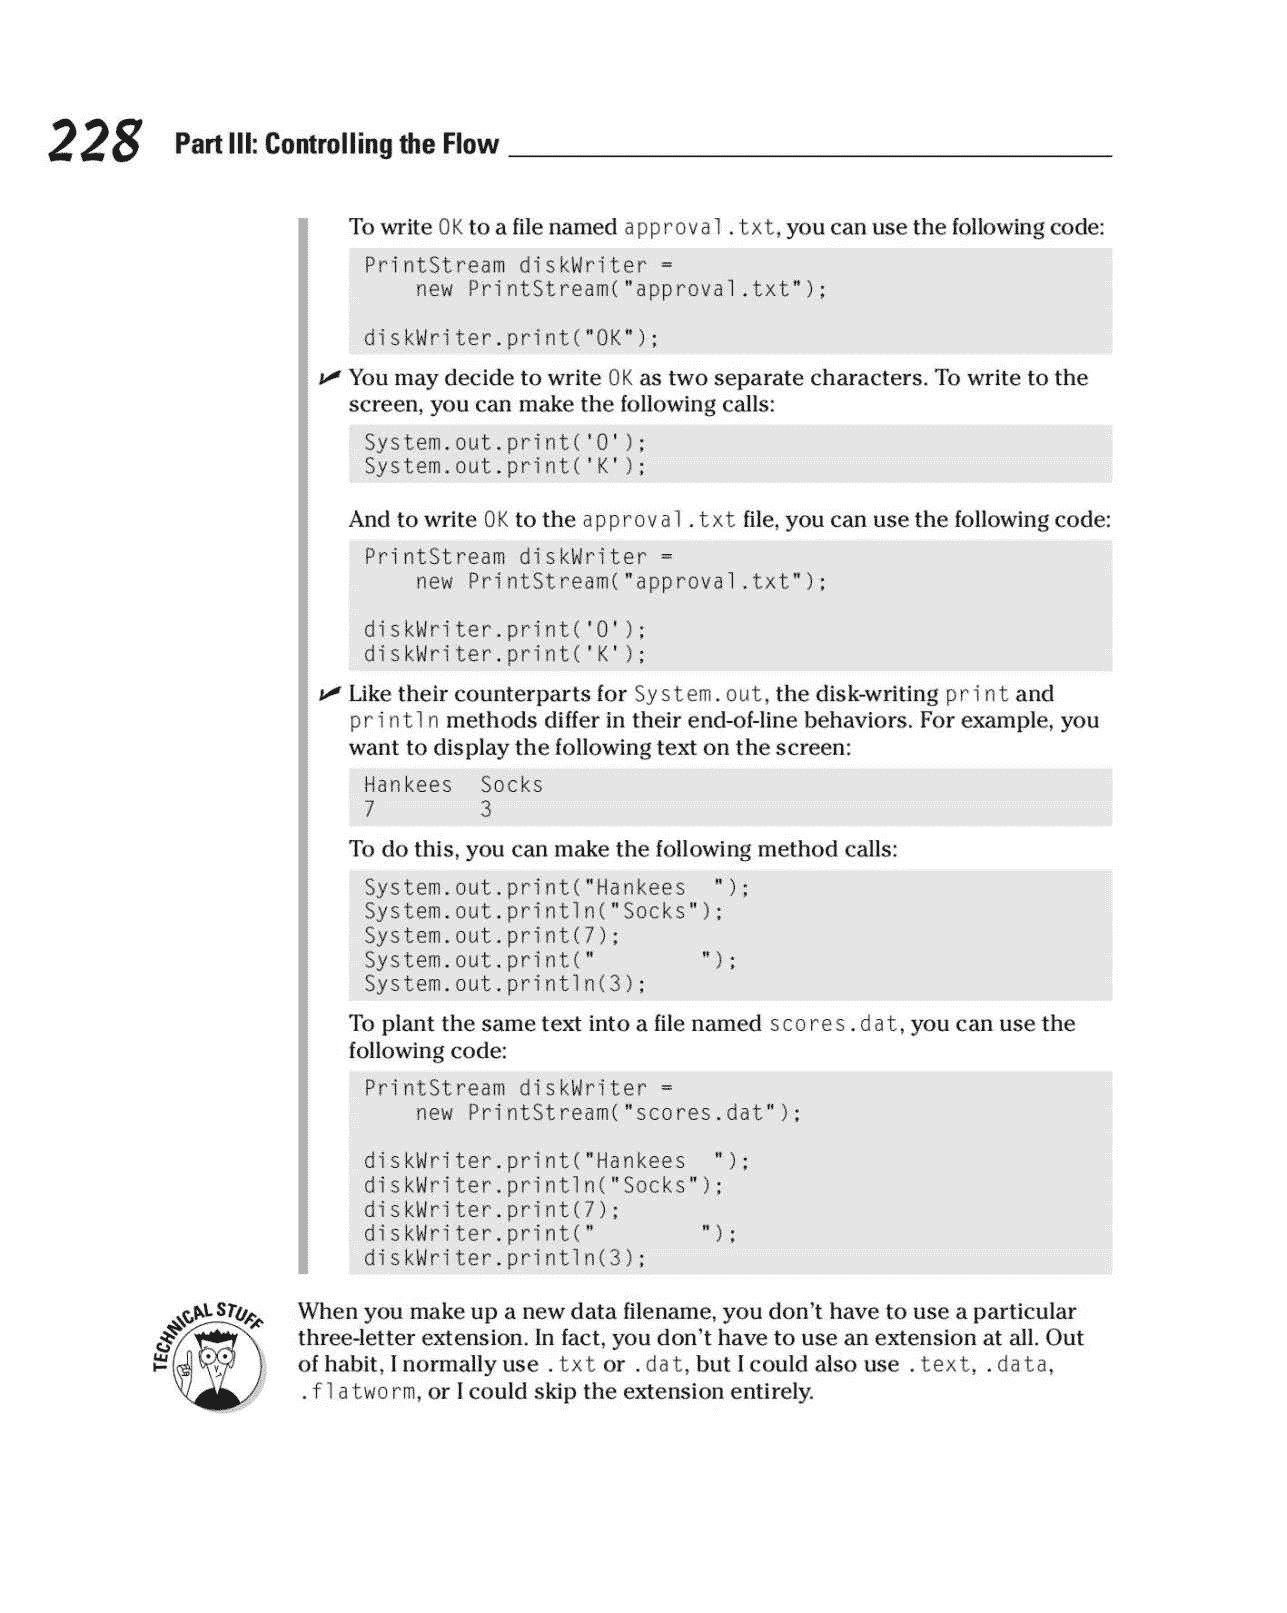 228 Part III: Controlling the Flow
To write OK to a file named approval.txt, you can use the following code:
PrintStream diskWriter =
    new PrintStream("approval.txt");
diskWriter.print("OK");
✓ You may decide to write OK as two separate characters. To write to the
screen, you can make the following calls:
System.out.print('O');
System.out.print('K');
And to write OK to the approval.txt file, you can use the following code:
PrintStream diskWriter =
    new PrintStream("approval.txt");
diskWriter.print('O');
diskWriter.print('K');
✓ Like their counterparts for System.out, the disk-writing print and
println methods differ in their end-of-line behaviors. For example, you
want to display the following text on the screen:
Hankees  Socks
7        3
To do this, you can make the following method calls:
System.out.print("Hankees  ");
System.out.println("Socks");
System.out.print(7);
System.out.print("        ");
System.out.println(3);
To plant the same text into a file named scores.dat, you can use the
following code:
PrintStream diskWriter =
    new PrintStream("scores.dat");
diskWriter.print("Hankees  ");
diskWriter.println("Socks");
diskWriter.print(7);
diskWriter.print("        ");
diskWriter.println(3);
TECHNICAL STUFF
When you make up a new data filename, you don't have to use a particular
three-letter extension. In fact, you don't have to use an extension at all. Out
of habit, I normally use .txt or .dat, but I could also use .text, .data,
.flatworm, or I could skip the extension entirely.